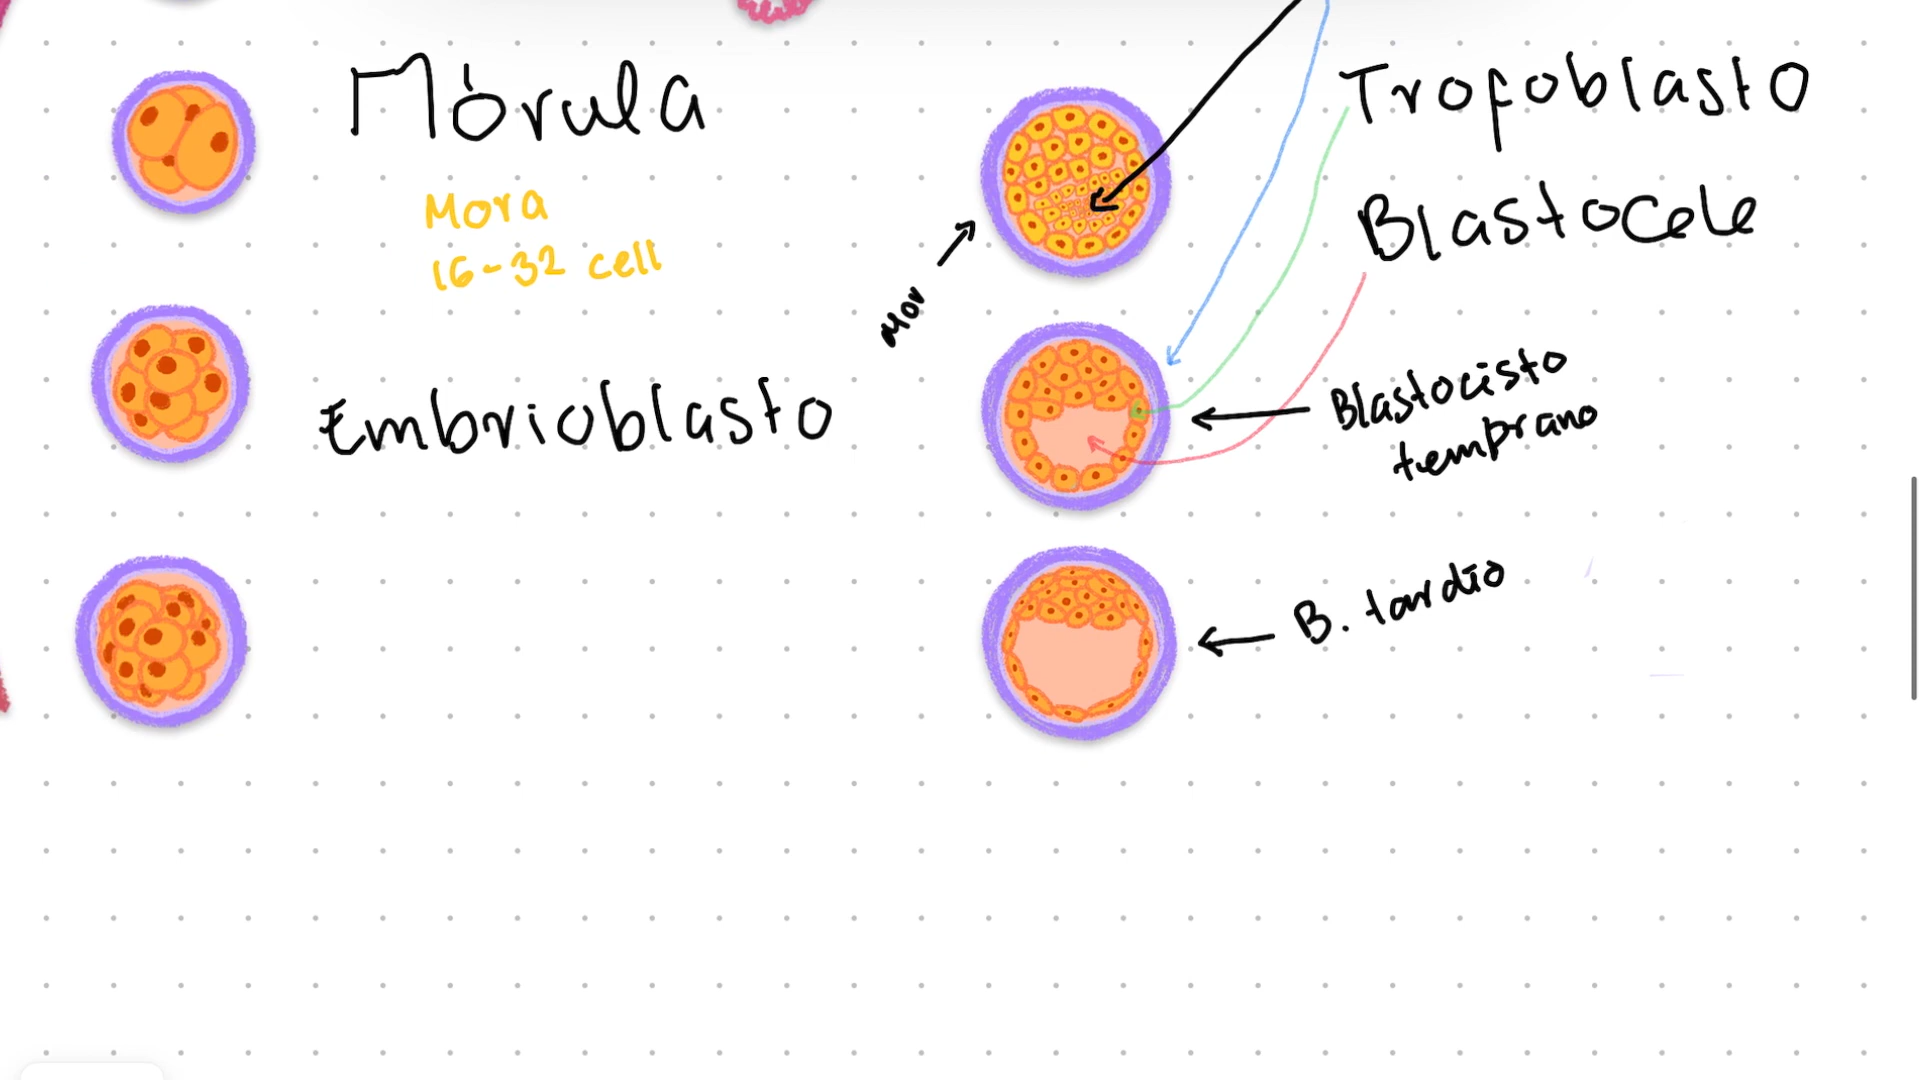 Mórula
Mora
16-32 cell
Embrioblasto
Trofoblasto
Blastocele
Mor
Blastocisto
temprano
B. tardío